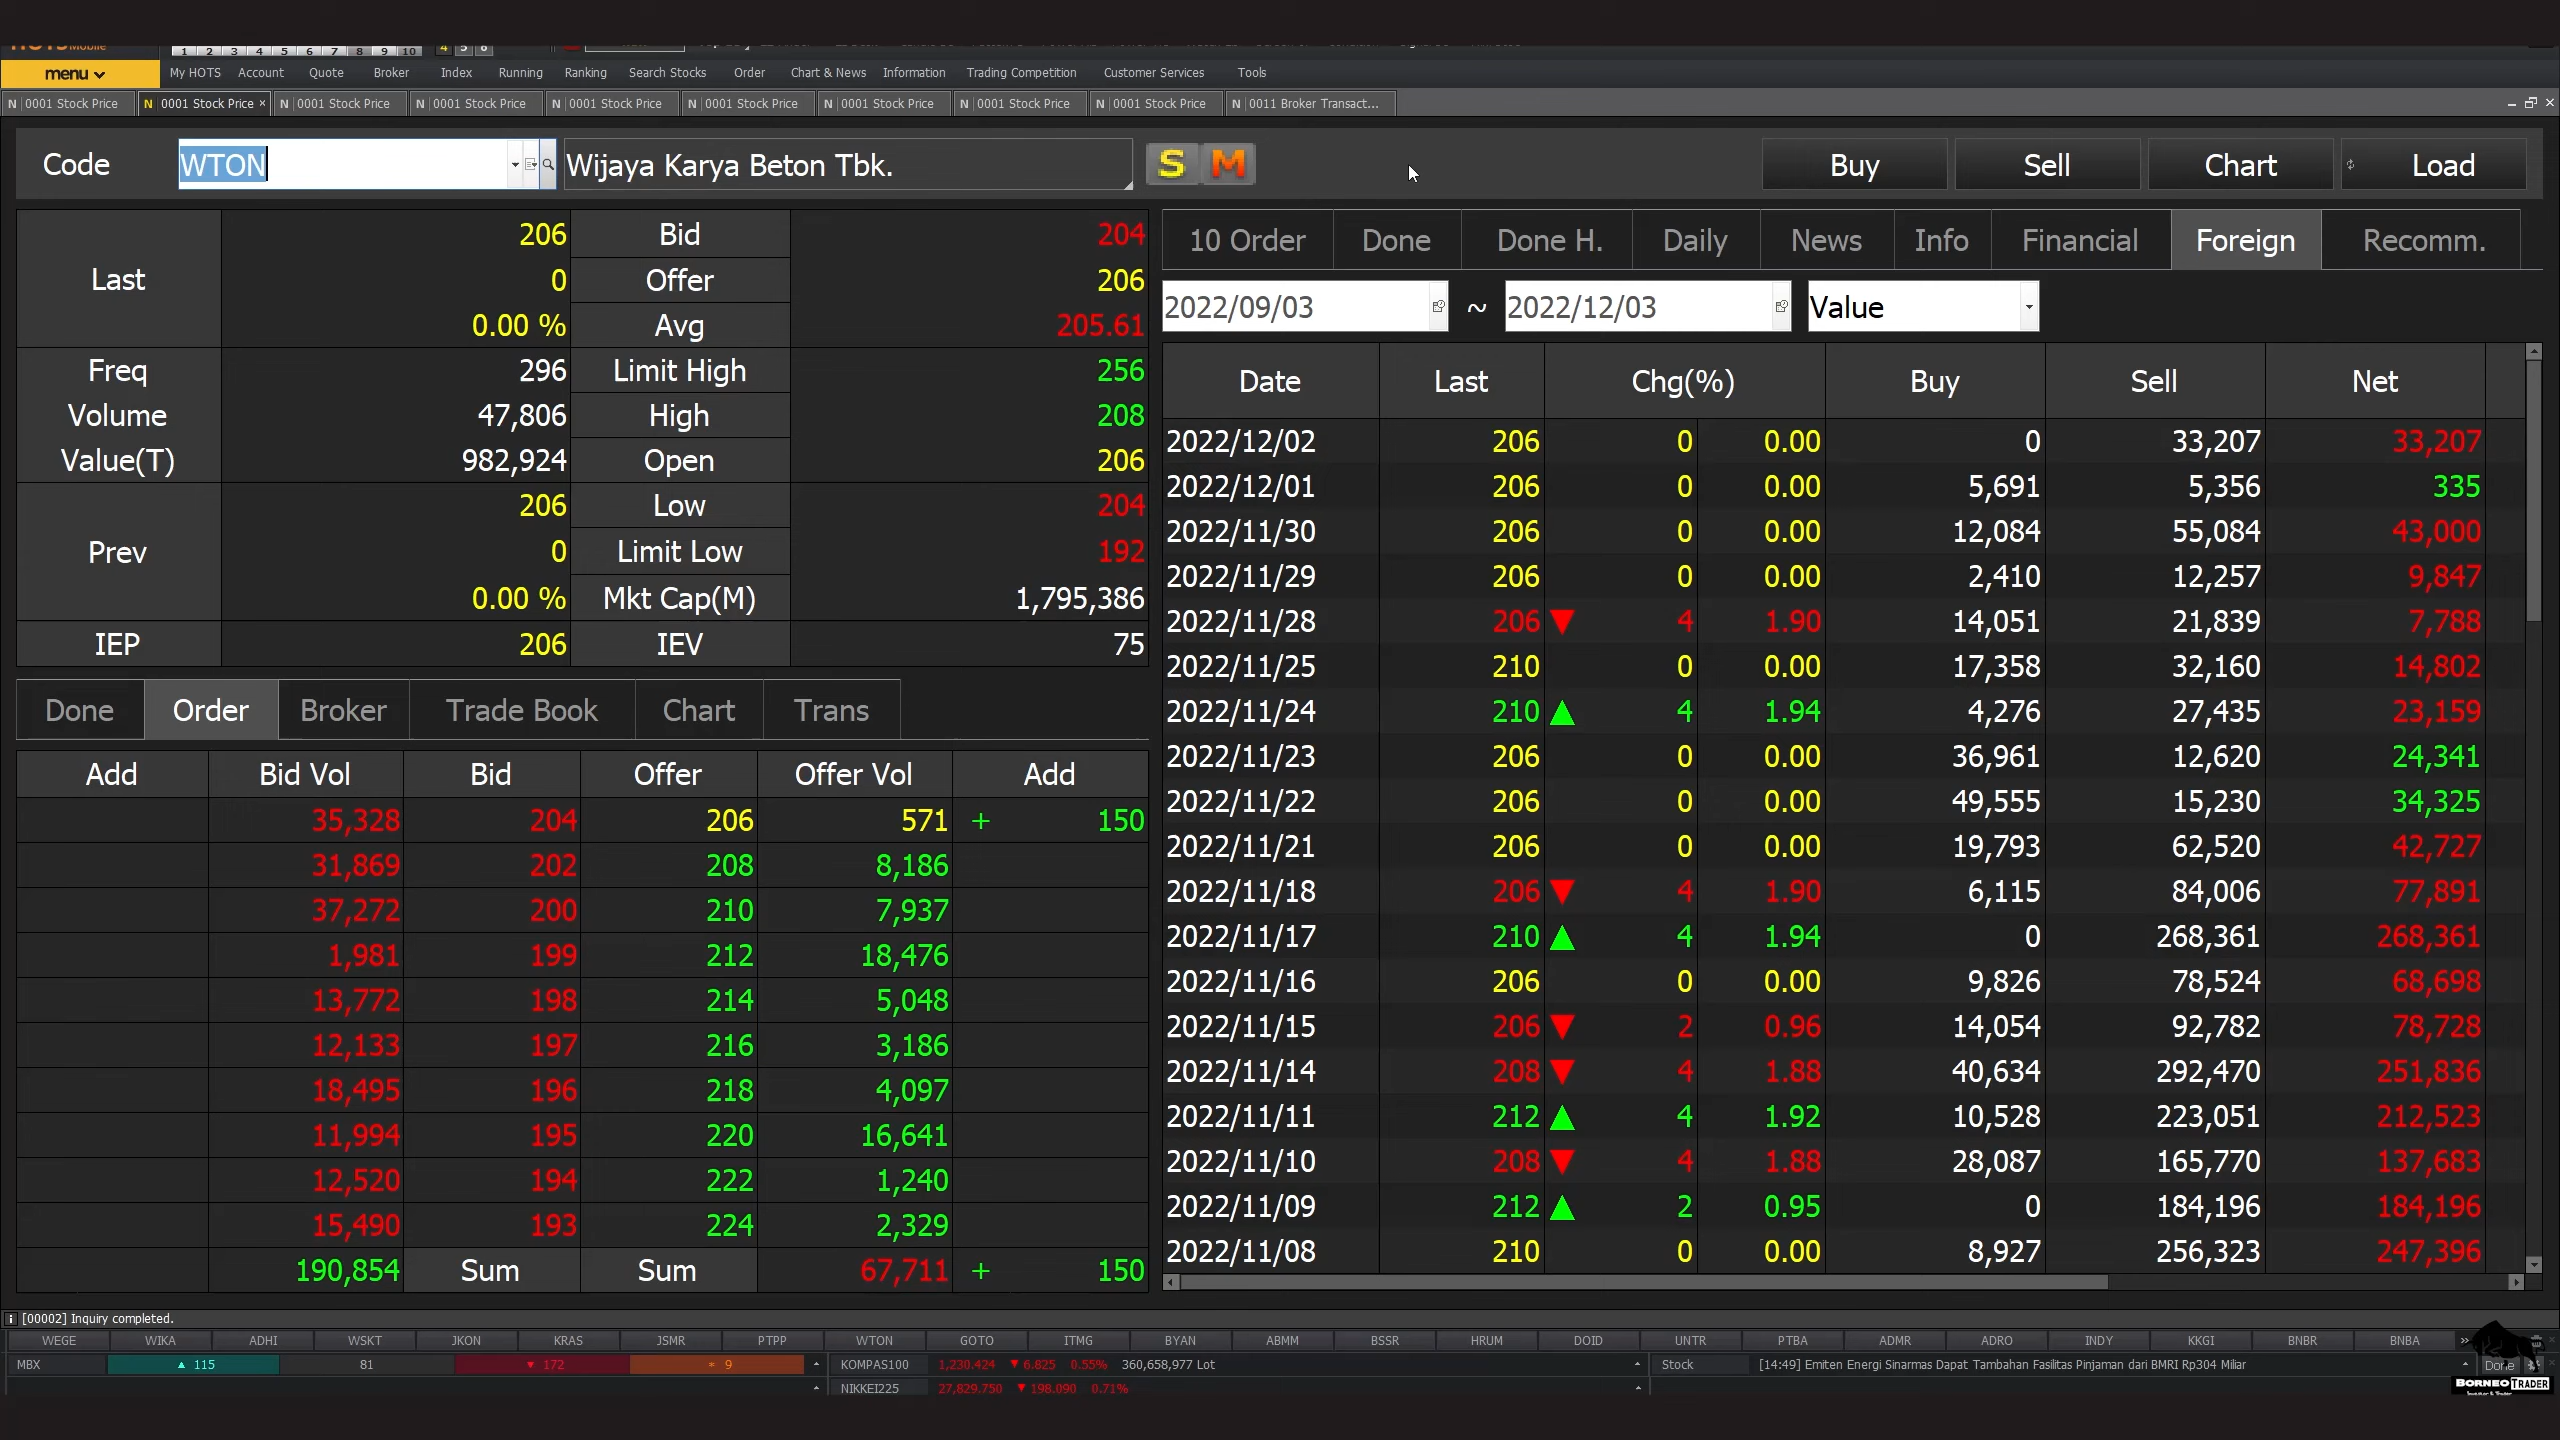 1 2 3 4 5 6 7 8 9 10 4 5 6
menu My HOTS Account Quote Broker Index Running Ranking Search Stocks Order Chart & News Information Trading Competition Customer Services Tools
N 0001 Stock Price N 0001 Stock Price × N 0001 Stock Price N 0001 Stock Price N 0001 Stock Price N 0001 Stock Price N 0001 Stock Price N 0001 Stock Price N 0001 Stock Price N 0011 Broker Transact...
Code WTON Wijaya Karya Beton Tbk. S M Buy Sell Chart Load
Last 206 Bid 204
0 Offer 206
0.00 % Avg 205.61
Freq 296 Limit High 256
Volume 47,806 High 208
Value(T) 982,924 Open 206
Prev 206 Low 204
0 Limit Low 192
0.00 % Mkt Cap(M) 1,795,386
IEP 206 IEV 75
Done Order Broker Trade Book Chart Trans
Add Bid Vol Bid Offer Offer Vol Add
35,328 204 206 571 + 150
31,869 202 208 8,186
37,272 200 210 7,937
1,981 199 212 18,476
13,772 198 214 5,048
12,133 197 216 3,186
18,495 196 218 4,097
11,994 195 220 16,641
12,520 194 222 1,240
15,490 193 224 2,329
190,854 Sum Sum 67,711 + 150
10 Order Done Done H. Daily News Info Financial Foreign Recomm.
2022/09/03 ~ 2022/12/03 Value
Date Last Chg(%) Buy Sell Net
2022/12/02 206 0 0.00 0 33,207 33,207
2022/12/01 206 0 0.00 5,691 5,356 335
2022/11/30 206 0 0.00 12,084 55,084 43,000
2022/11/29 206 0 0.00 2,410 12,257 9,847
2022/11/28 206 ▼ 4 1.90 14,051 21,839 7,788
2022/11/25 210 0 0.00 17,358 32,160 14,802
2022/11/24 210 ▲ 4 1.94 4,276 27,435 23,159
2022/11/23 206 0 0.00 36,961 12,620 24,341
2022/11/22 206 0 0.00 49,555 15,230 34,325
2022/11/21 206 0 0.00 19,793 62,520 42,727
2022/11/18 206 ▼ 4 1.90 6,115 84,006 77,891
2022/11/17 210 ▲ 4 1.94 0 268,361 268,361
2022/11/16 206 0 0.00 9,826 78,524 68,698
2022/11/15 206 ▼ 2 0.96 14,054 92,782 78,728
2022/11/14 208 ▼ 4 1.88 40,634 292,470 251,836
2022/11/11 212 ▲ 4 1.92 10,528 223,051 212,523
2022/11/10 208 ▼ 4 1.88 28,087 165,770 137,683
2022/11/09 212 ▲ 2 0.95 0 184,196 184,196
2022/11/08 210 0 0.00 8,927 256,323 247,396
[00002] Inquiry completed.
WEGE WIKA ADHI WSKT JKON KRAS JSMR PTPP WTON GOTO ITMG BYAN ABMM BSSR HRUM DOID UNTR PTBA ADMR ADRO INDY KKGI BNBR BNBA »
MBX ▲ 115 81 ▼ 172 * 9 KOMPAS100 1,230.424 ▼ 6.825 0.55% 360,658,977 Lot Stock [14:49] Emiten Energi Sinarmas Dapat Tambahan Fasilitas Pinjaman dari BMRI Rp304 Miliar Done
NIKKEI225 27,829.750 ▼ 198.090 0.71% BORNEO TRADER